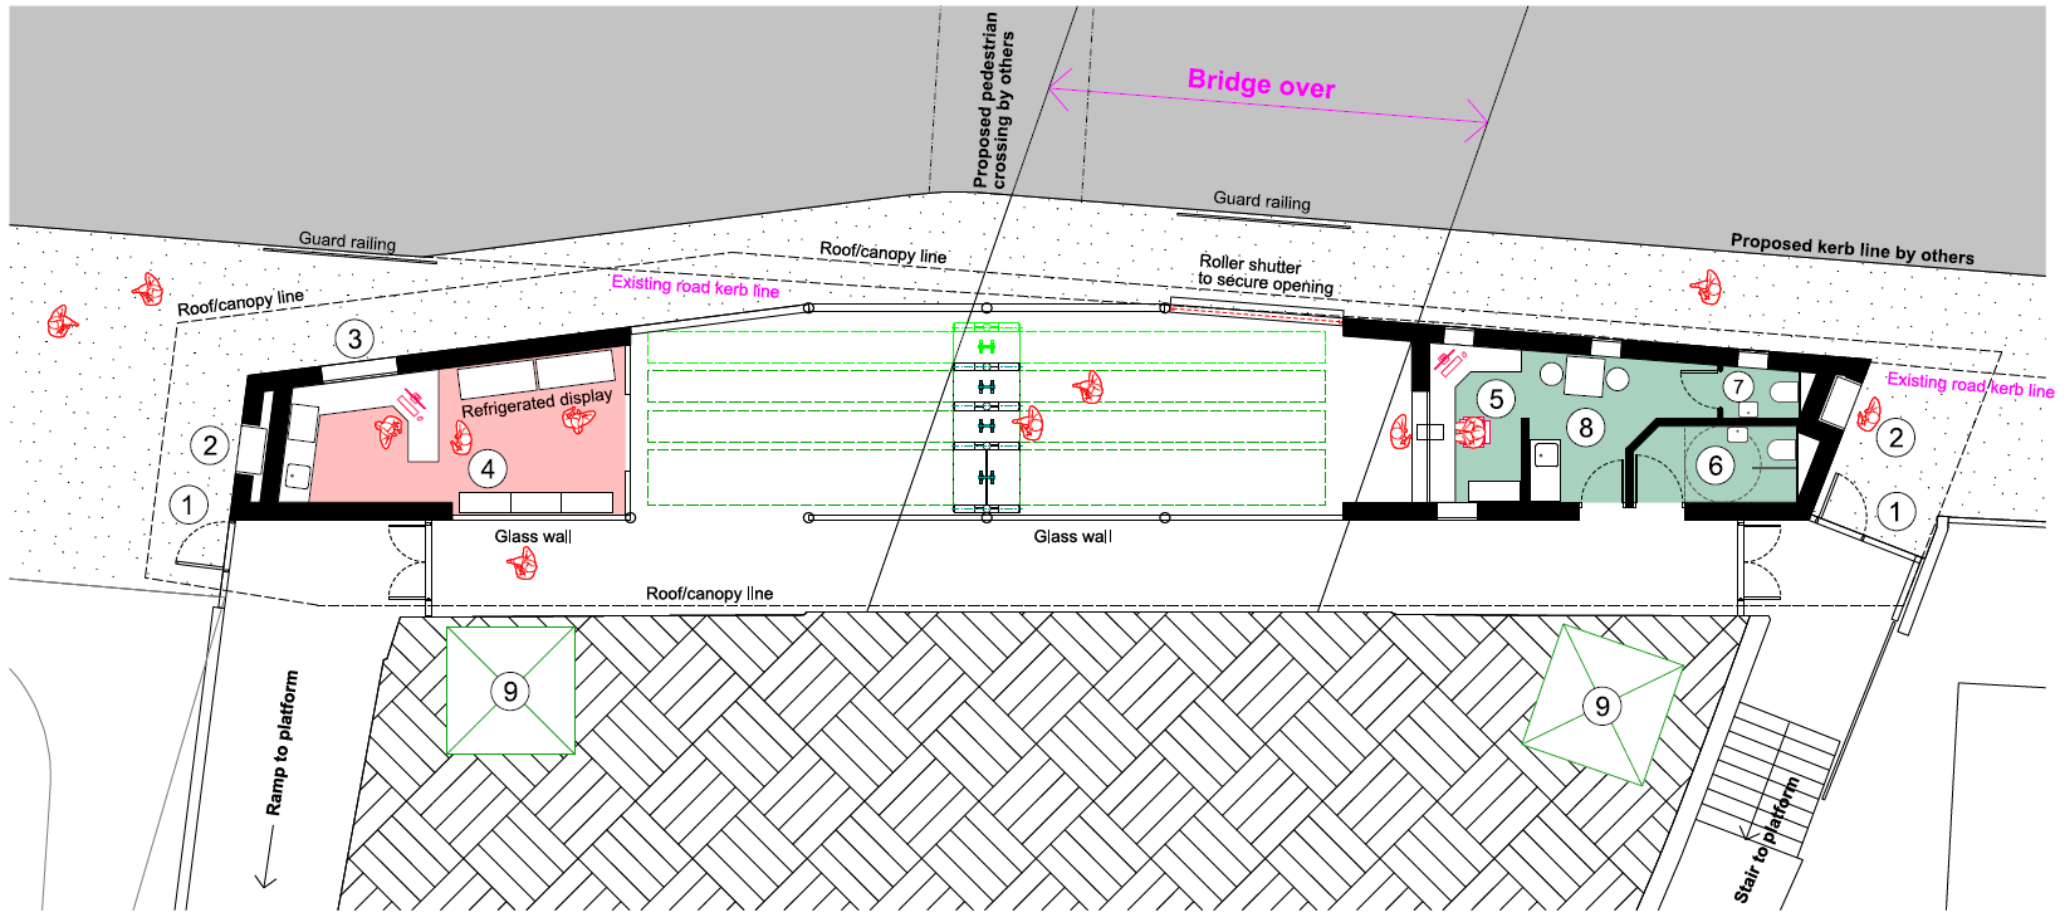 Proposed pedestrian
crossing by others
Bridge over
Guard railing
Guard railing
Proposed kerb line by others
Roof/canopy line
Roof/canopy line
Existing road kerb line
Roller shutter
to secure opening
Existing road kerb line
3
2
1
4
Refrigerated display
5
8
7
6
2
1
Glass wall
Glass wall
Roof/canopy line
9
9
Ramp to platform
Stair to platform